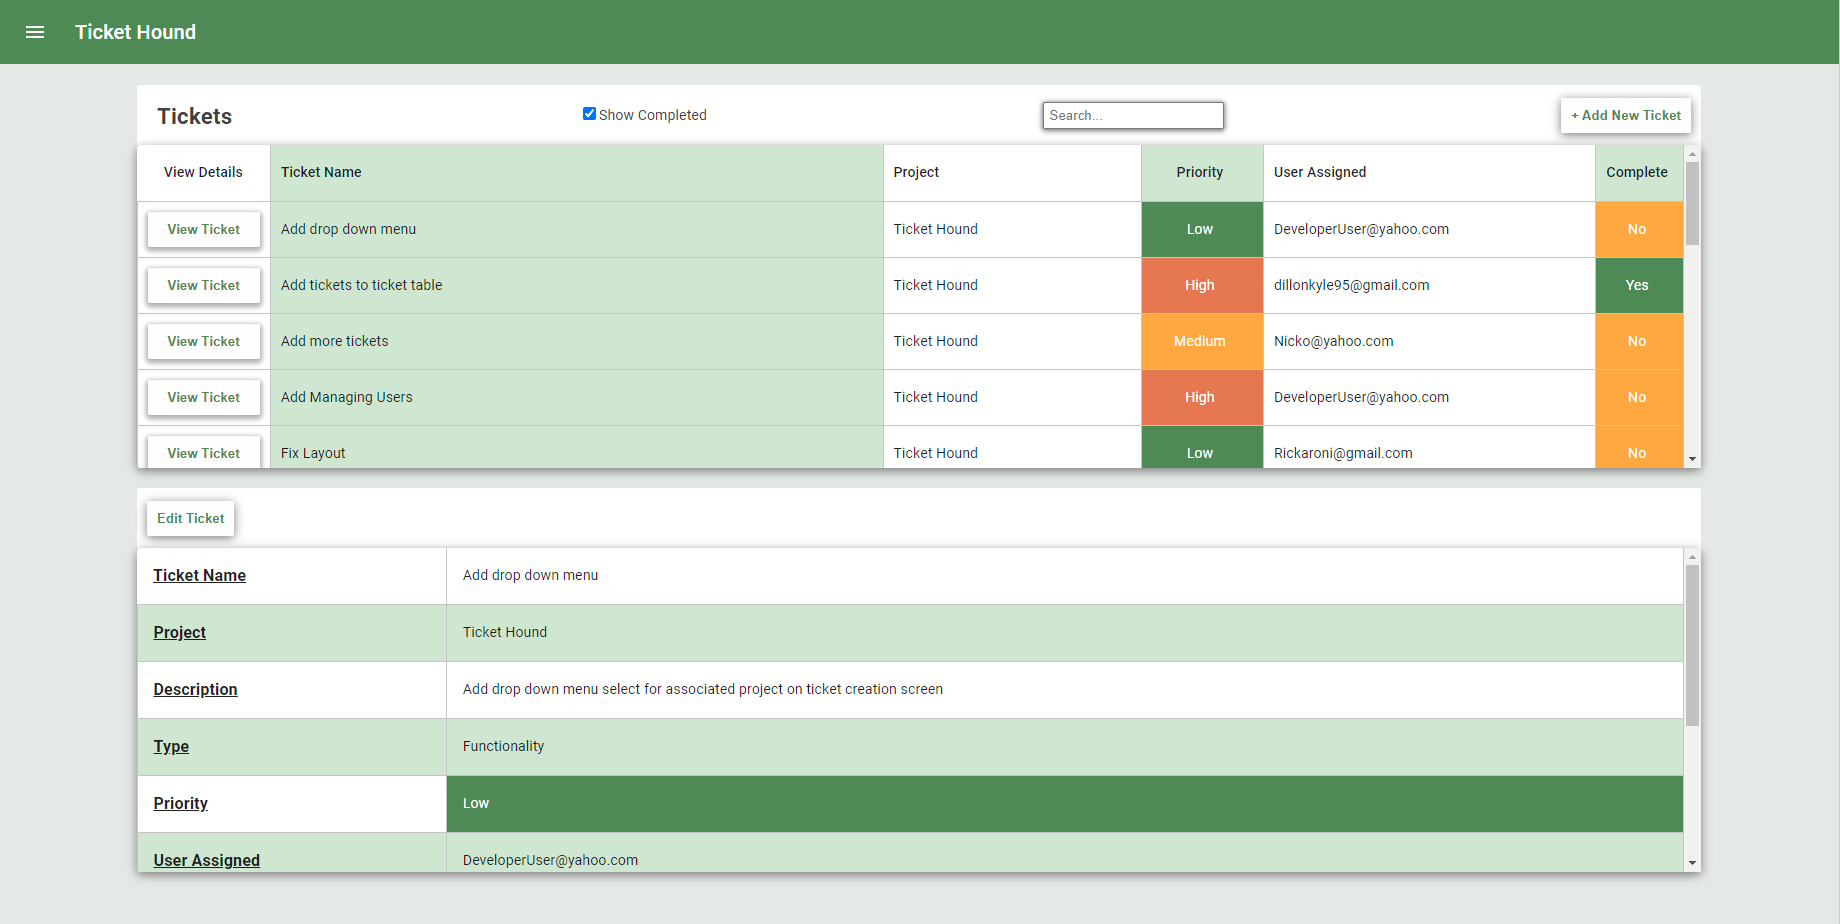 Ticket Hound
Tickets Show Completed Search... + Add New Ticket
View Details Ticket Name Project Priority User Assigned Complete
View Ticket Add drop down menu Ticket Hound Low DeveloperUser@yahoo.com No
View Ticket Add tickets to ticket table Ticket Hound High dillonkyle95@gmail.com Yes
View Ticket Add more tickets Ticket Hound Medium Nicko@yahoo.com No
View Ticket Add Managing Users Ticket Hound High DeveloperUser@yahoo.com No
View Ticket Fix Layout Ticket Hound Low Rickaroni@gmail.com No
Edit Ticket
Ticket Name Add drop down menu
Project Ticket Hound
Description Add drop down menu select for associated project on ticket creation screen
Type Functionality
Priority Low
User Assigned DeveloperUser@yahoo.com